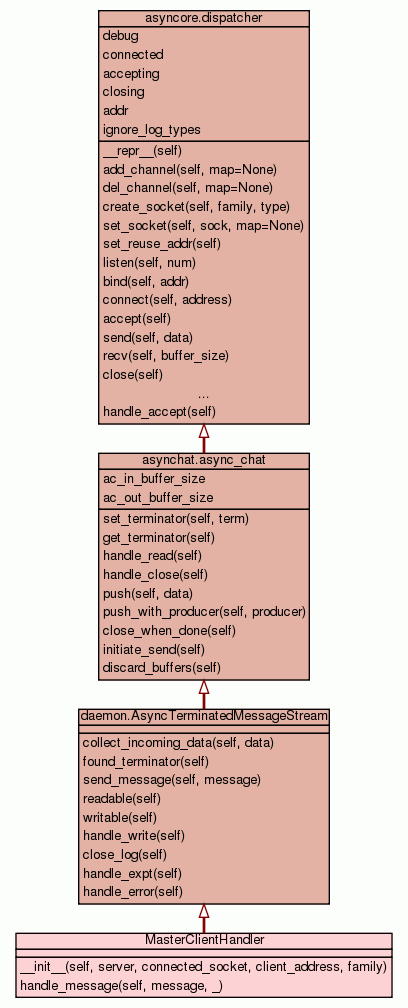 asyncore.dispatcher
debug
connected
accepting
closing
addr
ignore_log_types
__repr__(self)
add_channel(self, map=None)
del_channel(self, map=None)
create_socket(self, family, type)
set_socket(self, sock, map=None)
set_reuse_addr(self)
listen(self, num)
bind(self, addr)
connect(self, address)
accept(self)
send(self, data)
recv(self, buffer_size)
close(self)
...
handle_accept(self)
asynchat.async_chat
ac_in_buffer_size
ac_out_buffer_size
set_terminator(self, term)
get_terminator(self)
handle_read(self)
handle_close(self)
push(self, data)
push_with_producer(self, producer)
close_when_done(self)
initiate_send(self)
discard_buffers(self)
daemon.AsyncTerminatedMessageStream
collect_incoming_data(self, data)
found_terminator(self)
send_message(self, message)
readable(self)
writable(self)
handle_write(self)
close_log(self)
handle_expt(self)
handle_error(self)
MasterClientHandler
__init__(self, server, connected_socket, client_address, family)
handle_message(self, message, _)